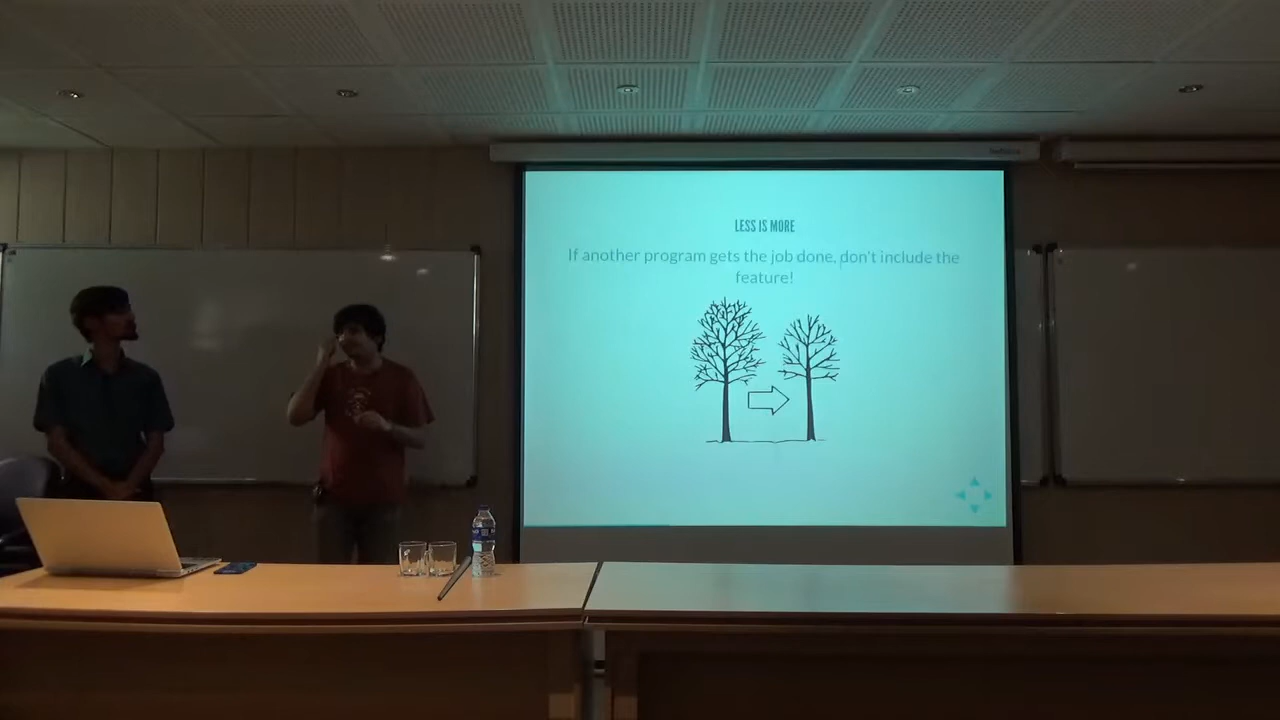 LESS IS MORE
If another program gets the job done, don't include the
feature!